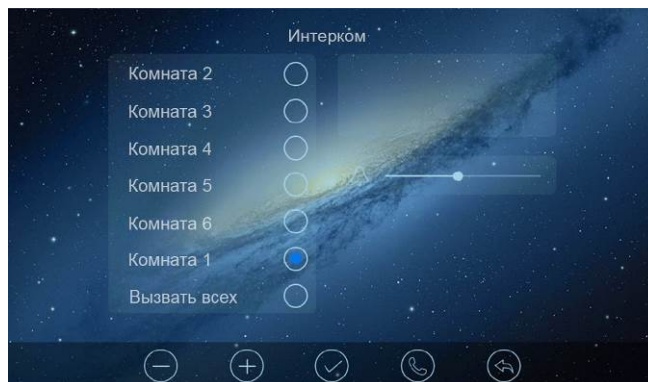 Интерком
Комната 2
Комната 3
Комната 4
Комната 5
Комната 6
Комната 1
Вызвать всех